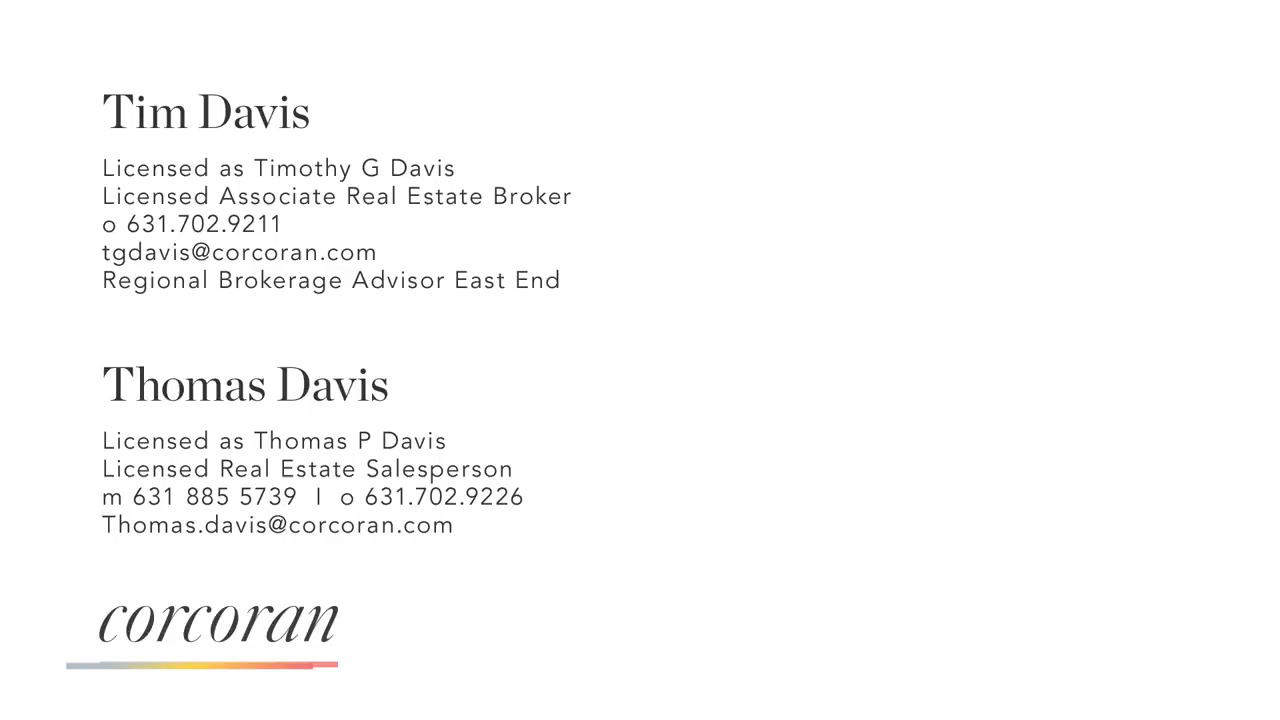 Tim Davis
Licensed as Timothy G Davis
Licensed Associate Real Estate Broker
o 631.702.9211
tgdavis@corcoran.com
Regional Brokerage Advisor East End
Thomas Davis
Licensed as Thomas P Davis
Licensed Real Estate Salesperson
m 631 885 5739 | o 631.702.9226
Thomas.davis@corcoran.com
corcoran